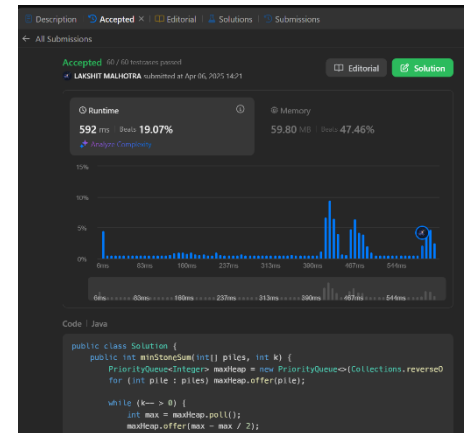 Description
Accepted
Editorial
Solutions
Submissions
All Submissions
Accepted 60 / 60 testcases passed
LAKSHIT MALHOTRA submitted at Apr 06, 2025 14:21
Editorial
Solution
Runtime
592 ms | Beats 19.07%
Analyze Complexity
Memory
59.80 MB | Beats 47.46%
15%
10%
5%
0%
6ms 83ms 160ms 237ms 313ms 390ms 467ms 544ms
6ms 83ms 160ms 237ms 313ms 390ms 467ms 544ms
Code | Java
public class Solution {
public int minStoneSum(int[] piles, int k) {
PriorityQueue<Integer> maxHeap = new PriorityQueue<>(Collections.reverseO
for (int pile : piles) maxHeap.offer(pile);
while (k-- > 0) {
int max = maxHeap.poll();
maxHeap.offer(max - max / 2);